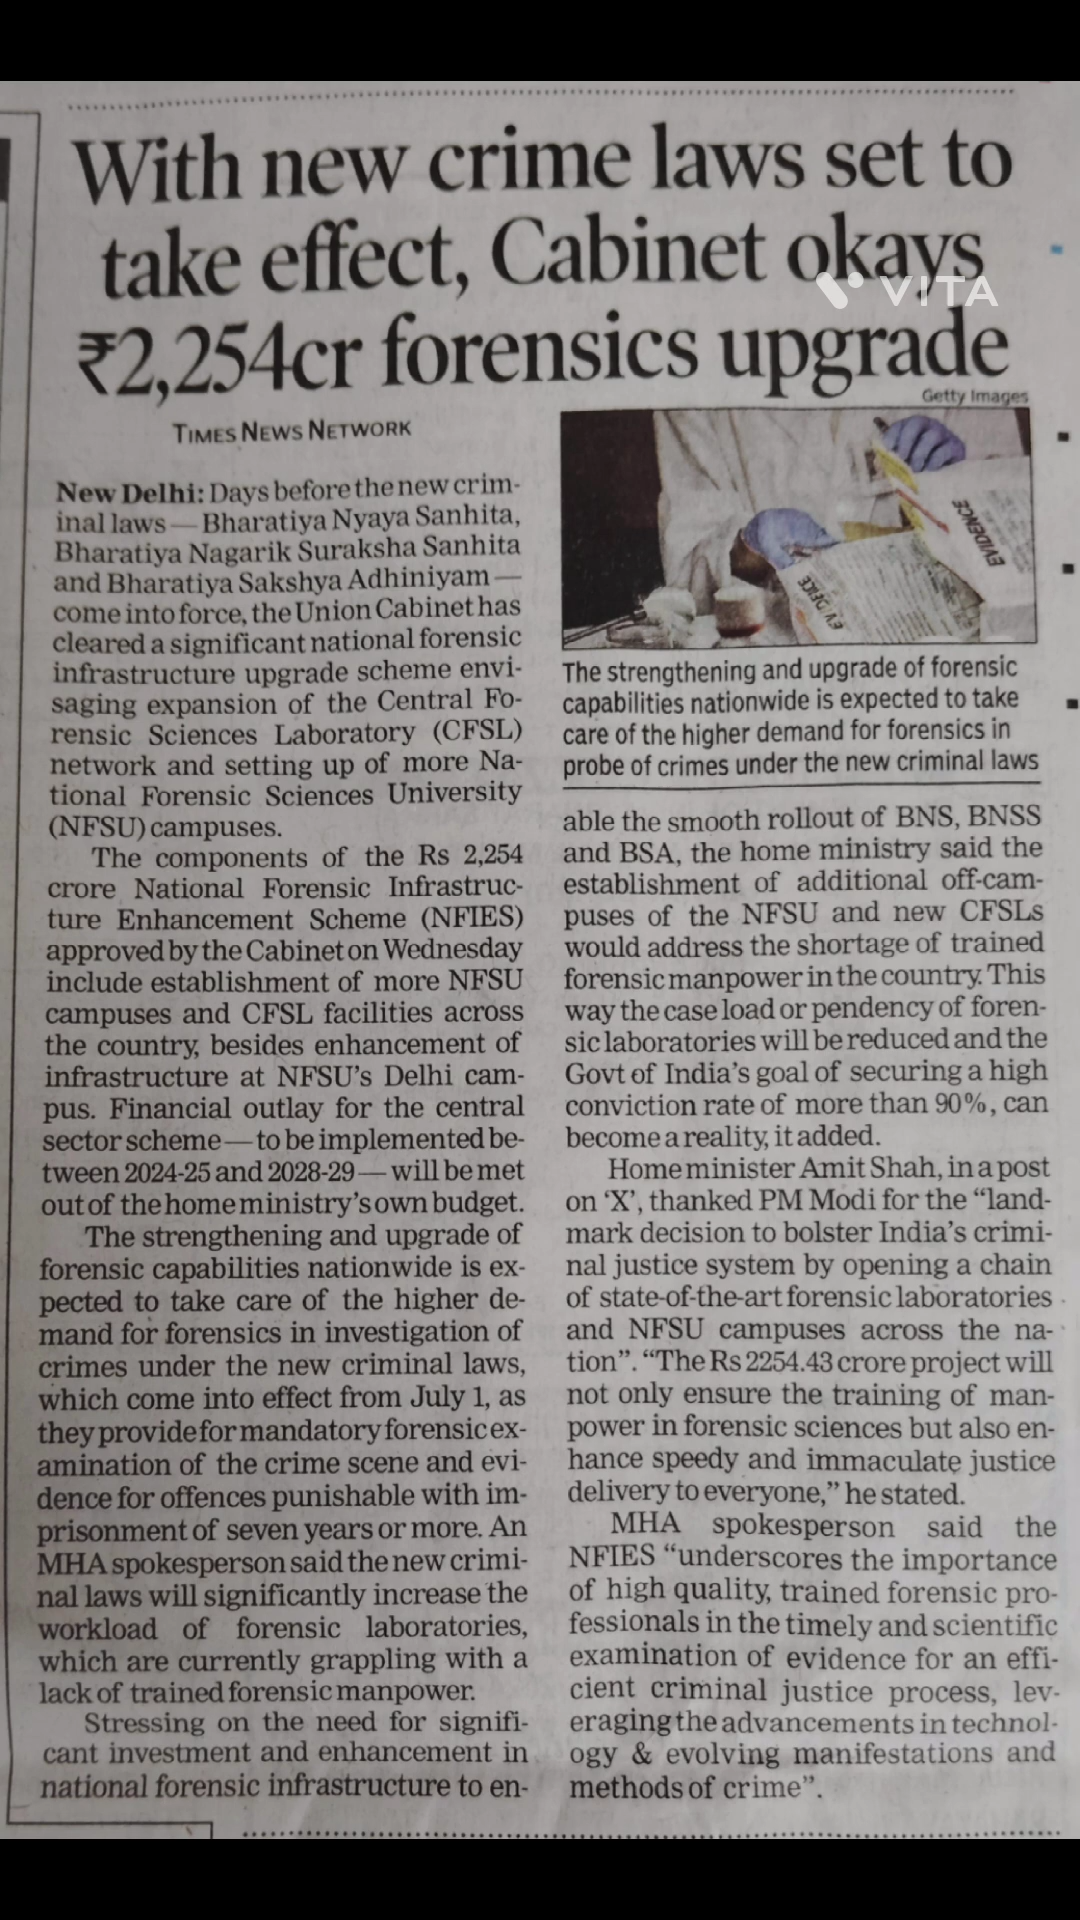 With new crime laws set to
take effect, Cabinet okays
₹2,254cr forensics upgrade
VITA
Getty Images
TIMES NEWS NETWORK
New Delhi: Days before the new crim-
inal laws — Bharatiya Nyaya Sanhita,
Bharatiya Nagarik Suraksha Sanhita
and Bharatiya Sakshya Adhiniyam —
come into force, the Union Cabinet has
cleared a significant national forensic
infrastructure upgrade scheme envi-
saging expansion of the Central Fo-
rensic Sciences Laboratory (CFSL)
network and setting up of more Na-
tional Forensic Sciences University
(NFSU) campuses.
The components of the Rs 2,254
crore National Forensic Infrastruc-
ture Enhancement Scheme (NFIES)
approved by the Cabinet on Wednesday
include establishment of more NFSU
campuses and CFSL facilities across
the country, besides enhancement of
infrastructure at NFSU's Delhi cam-
pus. Financial outlay for the central
sector scheme — to be implemented be-
tween 2024-25 and 2028-29 — will be met
out of the home ministry's own budget.
The strengthening and upgrade of
forensic capabilities nationwide is ex-
pected to take care of the higher de-
mand for forensics in investigation of
crimes under the new criminal laws,
which come into effect from July 1, as
they provide for mandatory forensic ex-
amination of the crime scene and evi-
dence for offences punishable with im-
prisonment of seven years or more. An
MHA spokesperson said the new crimi-
nal laws will significantly increase the
workload of forensic laboratories,
which are currently grappling with a
lack of trained forensic manpower.
Stressing on the need for signifi-
cant investment and enhancement in
national forensic infrastructure to en-
EVIDENCE
EVIDENCE
The strengthening and upgrade of forensic
capabilities nationwide is expected to take
care of the higher demand for forensics in
probe of crimes under the new criminal laws
able the smooth rollout of BNS, BNSS
and BSA, the home ministry said the
establishment of additional off-cam-
puses of the NFSU and new CFSLs
would address the shortage of trained
forensic manpower in the country. This
way the case load or pendency of foren-
sic laboratories will be reduced and the
Govt of India's goal of securing a high
conviction rate of more than 90%, can
become a reality, it added.
Home minister Amit Shah, in a post
on 'X', thanked PM Modi for the "land-
mark decision to bolster India's crimi-
nal justice system by opening a chain
of state-of-the-art forensic laboratories
and NFSU campuses across the na-
tion". "The Rs 2254.43 crore project will
not only ensure the training of man-
power in forensic sciences but also en-
hance speedy and immaculate justice
delivery to everyone," he stated.
MHA spokesperson said the
NFIES "underscores the importance
of high quality, trained forensic pro-
fessionals in the timely and scientific
examination of evidence for an effi-
cient criminal justice process, lev-
eraging the advancements in technol-
ogy & evolving manifestations and
methods of crime".